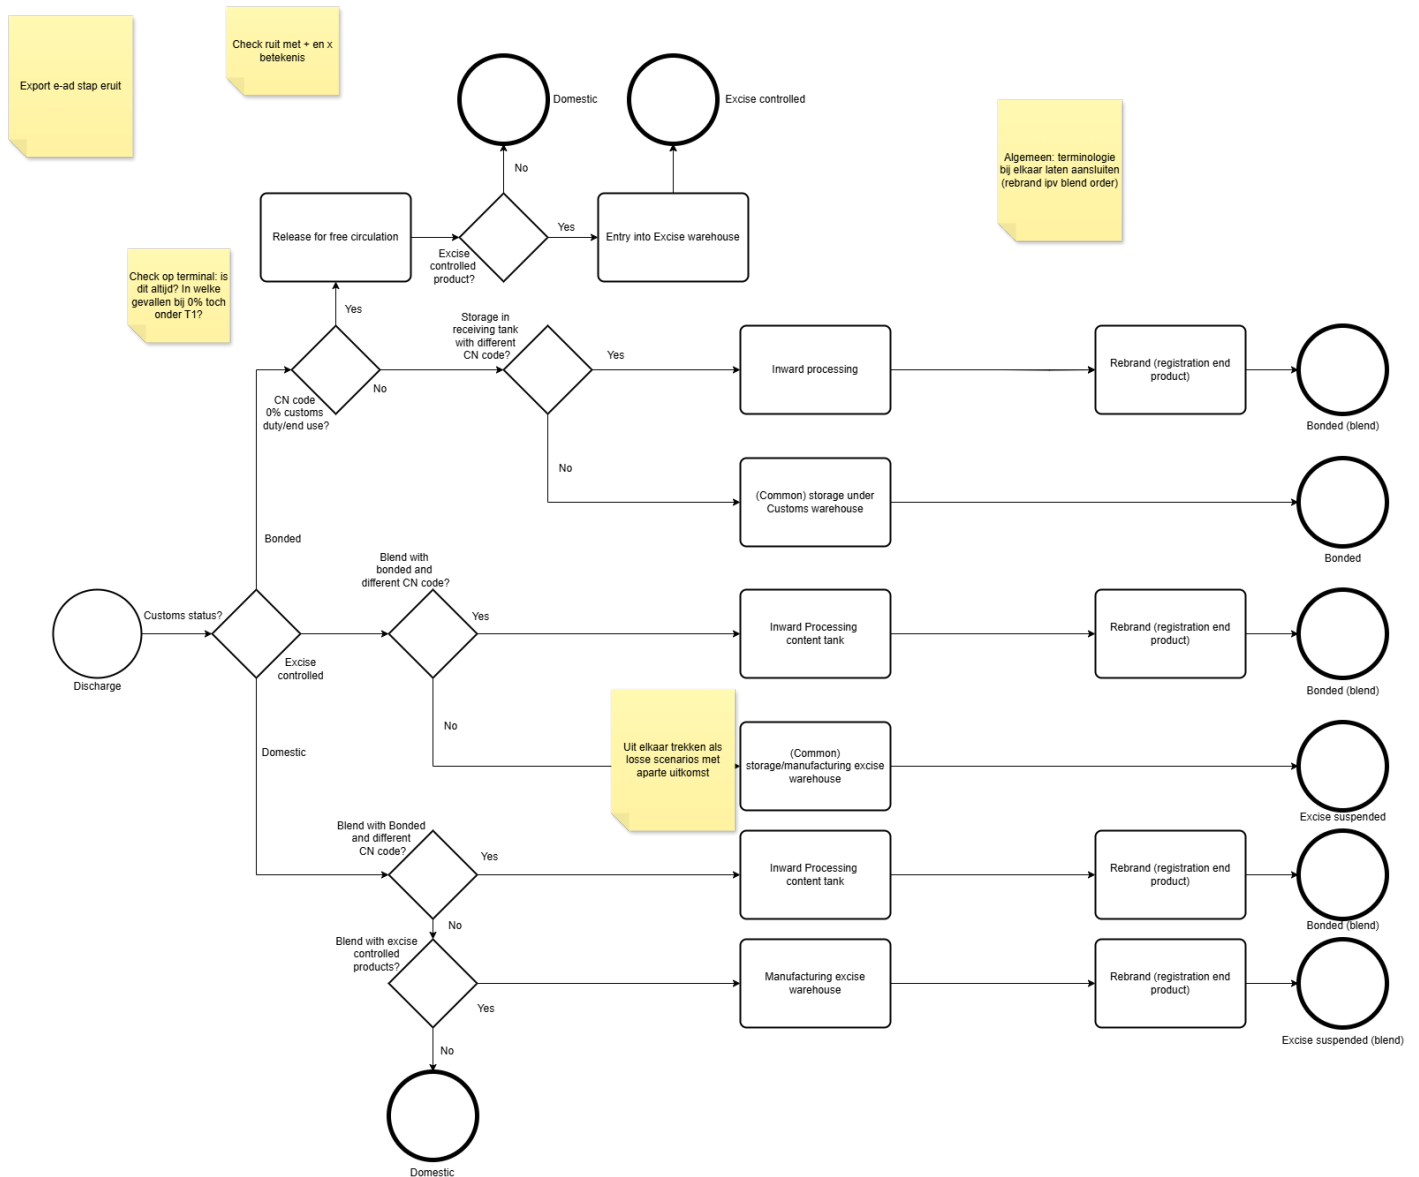 Export e-ad stap eruit
Check ruit met + en x
betekenis
Domestic
Excise controlled
Algemeen: terminologie
bij elkaar laten aansluiten
(rebrand ipv blend order)
No
Release for free circulation
Excise
controlled
product?
Yes
Entry into Excise warehouse
Check op terminal: is
dit altijd? In welke
gevallen bij 0% toch
onder T1?
Yes
CN code
0% customs
duty/end use?
No
Storage in
receiving tank
with different
CN code?
Yes
Inward processing
Rebrand (registration end
product)
Bonded (blend)
No
(Common) storage under
Customs warehouse
Bonded
Bonded
Discharge
Customs status?
Excise
controlled
Blend with
bonded and
different CN code?
Yes
Inward Processing
content tank
Rebrand (registration end
product)
Bonded (blend)
No
Uit elkaar trekken als
losse scenarios met
aparte uitkomst
(Common)
storage/manufacturing excise
warehouse
Excise suspended
Domestic
Blend with Bonded
and different
CN code?
Yes
Inward Processing
content tank
Rebrand (registration end
product)
Bonded (blend)
No
Blend with excise
controlled
products?
Yes
Manufacturing excise
warehouse
Rebrand (registration end
product)
Excise suspended (blend)
No
Domestic